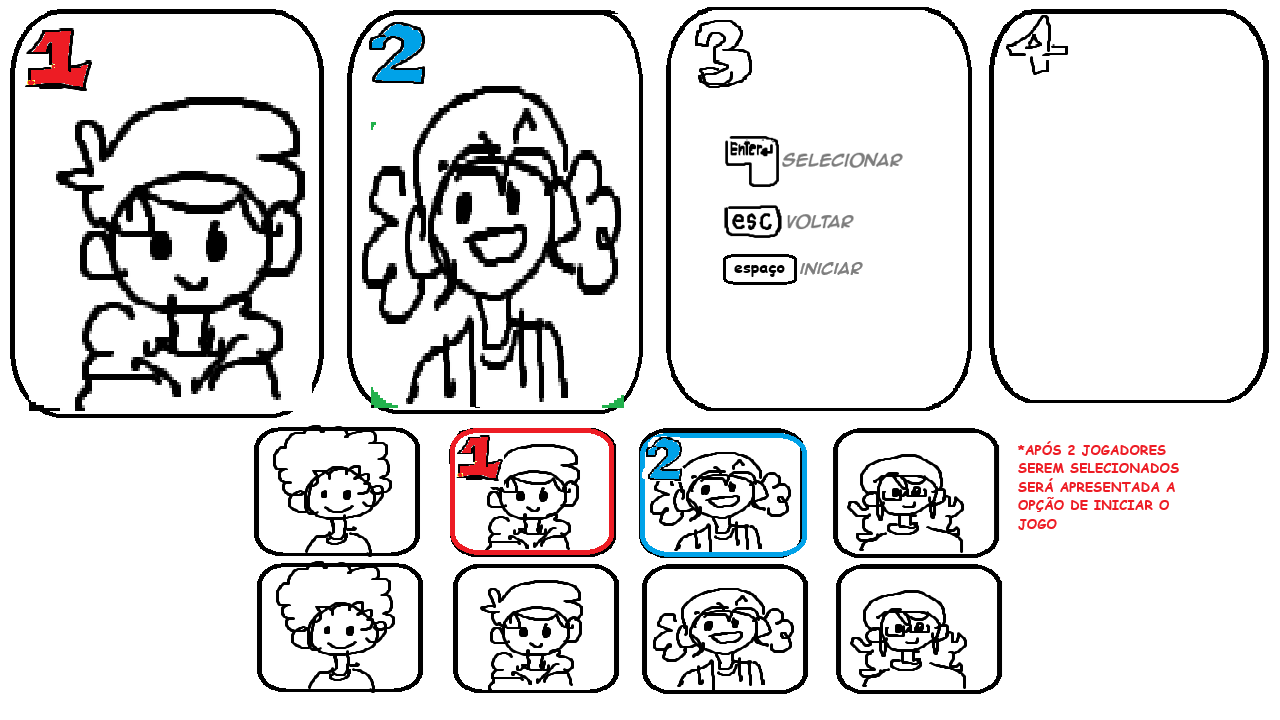 1
2
3
4
Enter SELECIONAR
esc VOLTAR
espaço INICIAR
1
2
*APÓS 2 JOGADORES
SEREM SELECIONADOS
SERÁ APRESENTADA A
OPÇÃO DE INICIAR O
JOGO